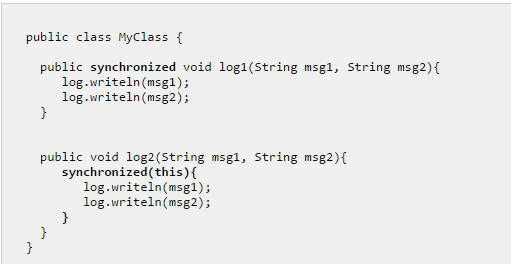 public class MyClass {
public synchronized void log1(String msg1, String msg2){
log.writeln(msg1);
log.writeln(msg2);
}
public void log2(String msg1, String msg2){
synchronized(this){
log.writeln(msg1);
log.writeln(msg2);
}
}
}